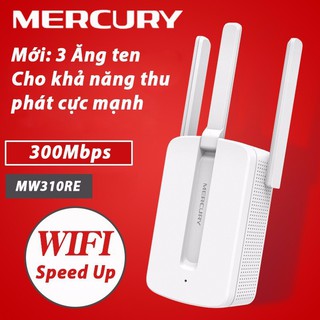 MERCURY
Mới: 3 Ăng ten
Cho khả năng thu
phát cực mạnh
300Mbps
MW310RE
WIFI
Speed Up
MERCURY